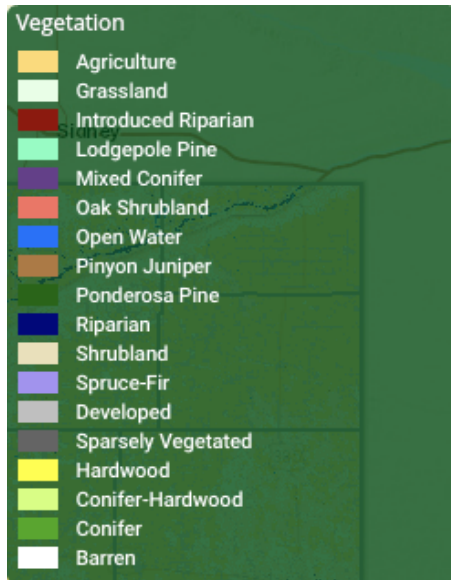 Vegetation
Agriculture
Grassland
Introduced Riparian
Sidney
Lodgepole Pine
Mixed Conifer
Oak Shrubland
Open Water
Pinyon Juniper
Ponderosa Pine
Riparian
Shrubland
Spruce-Fir
Developed
Sparsely Vegetated
Hardwood
Conifer-Hardwood
Conifer
Barren